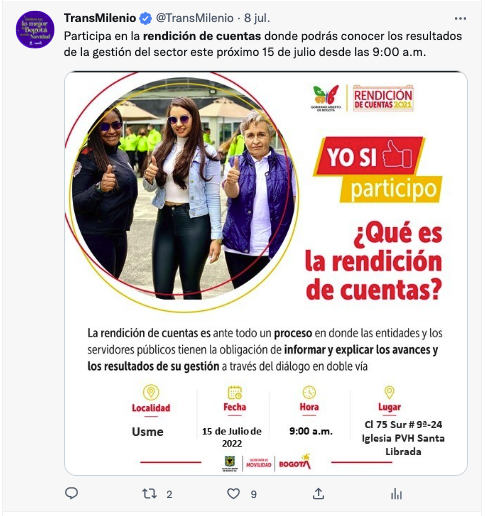 TransMilenio @TransMilenio · 8 jul.
Participa en la rendición de cuentas donde podrás conocer los resultados
de la gestión del sector este próximo 15 de julio desde las 9:00 a.m.
RENDICIÓN
DE CUENTAS 2021
GOBIERNO ABIERTO
DE BOGOTÁ
YO SI
participo
¿Qué es
la rendición
de cuentas?
La rendición de cuentas es ante todo un proceso en donde las entidades y los
servidores públicos tienen la obligación de informar y explicar los avances y
los resultados de su gestión a través del diálogo en doble vía
Localidad
Usme
Fecha
15 de Julio de
2022
Hora
9:00 a.m.
Lugar
Cl 75 Sur # 9ª-24
Iglesia PVH Santa
Librada
MOVILIDAD
BOGOTÁ
2
9